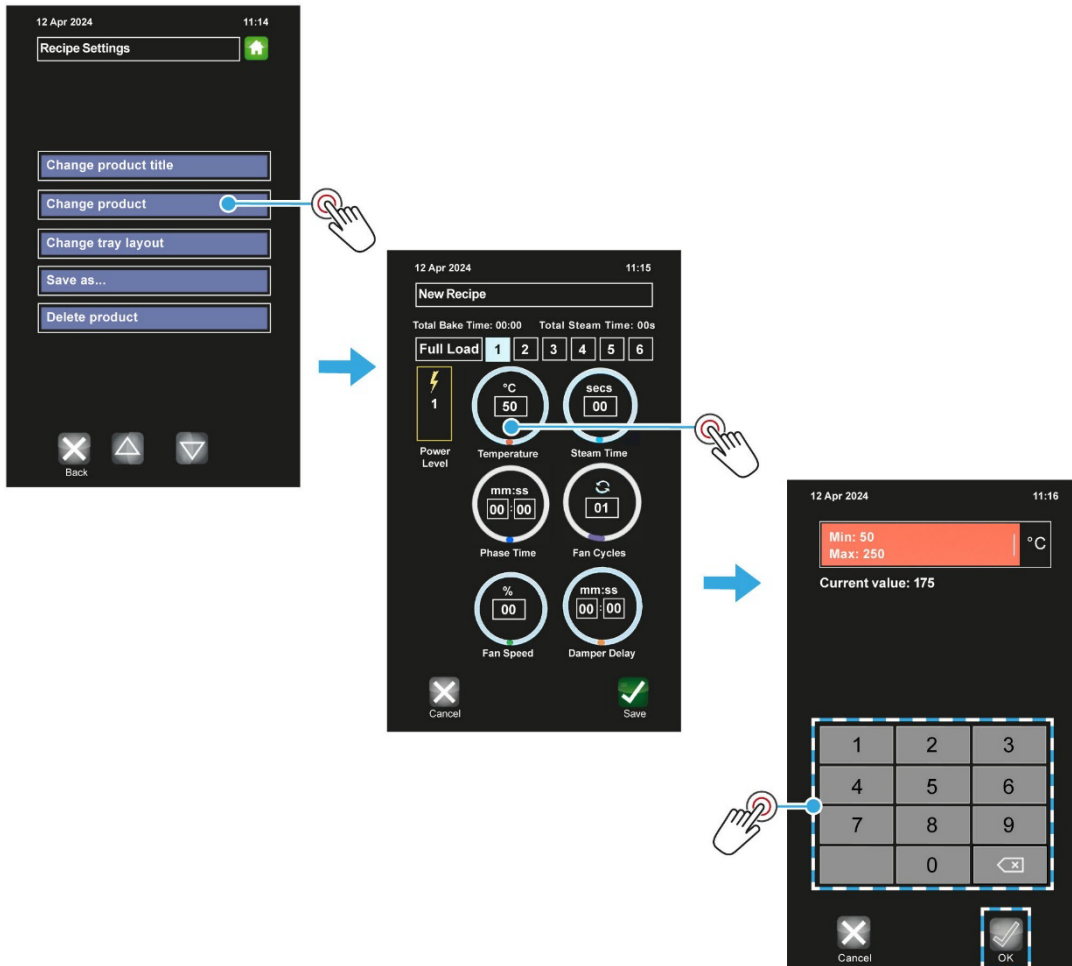 12 Apr 2024 11:14
Recipe Settings
Change product title
Change product
Change tray layout
Save as...
Delete product
Back
12 Apr 2024 11:15
New Recipe
Total Bake Time: 00:00 Total Steam Time: 00s
Full Load 1 2 3 4 5 6
1
Power
Level
°C
50
Temperature
secs
00
Steam Time
mm:ss
00:00
Phase Time
01
Fan Cycles
%
00
Fan Speed
mm:ss
00:00
Damper Delay
Cancel
Save
12 Apr 2024 11:16
Min: 50
Max: 250
°C
Current value: 175
1 2 3
4 5 6
7 8 9
0
Cancel
OK